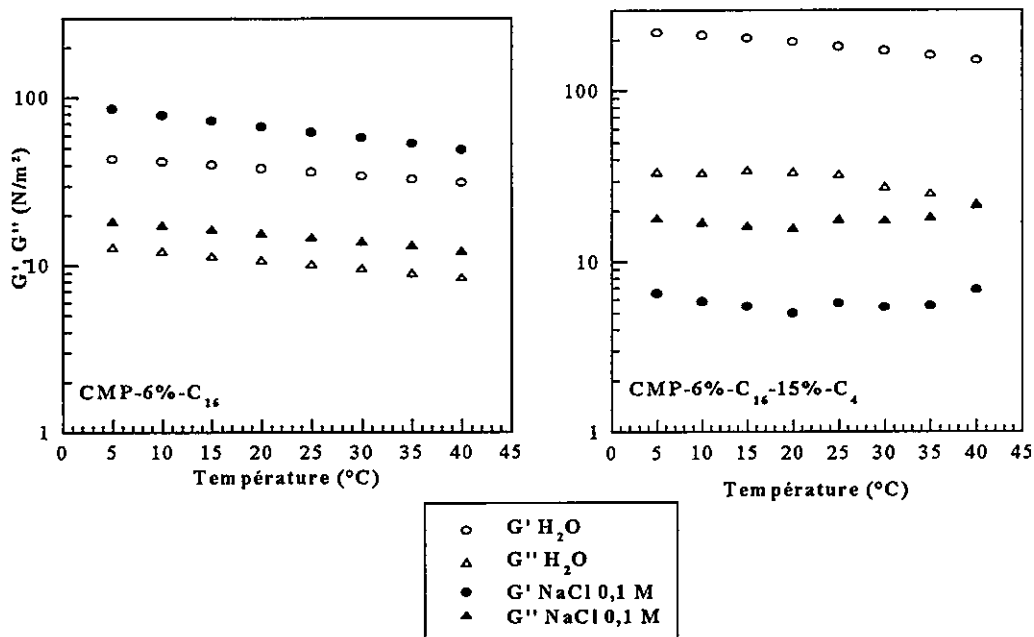 G', G'' (N/m²)
100
10
1
CMP-6%-C₁₆
0 5 10 15 20 25 30 35 40 45
Température (°C)
100
10
1
CMP-6%-C₁₆-15%-C₄
0 5 10 15 20 25 30 35 40 45
Température (°C)
G' H₂O
G'' H₂O
G' NaCl 0,1 M
G'' NaCl 0,1 M